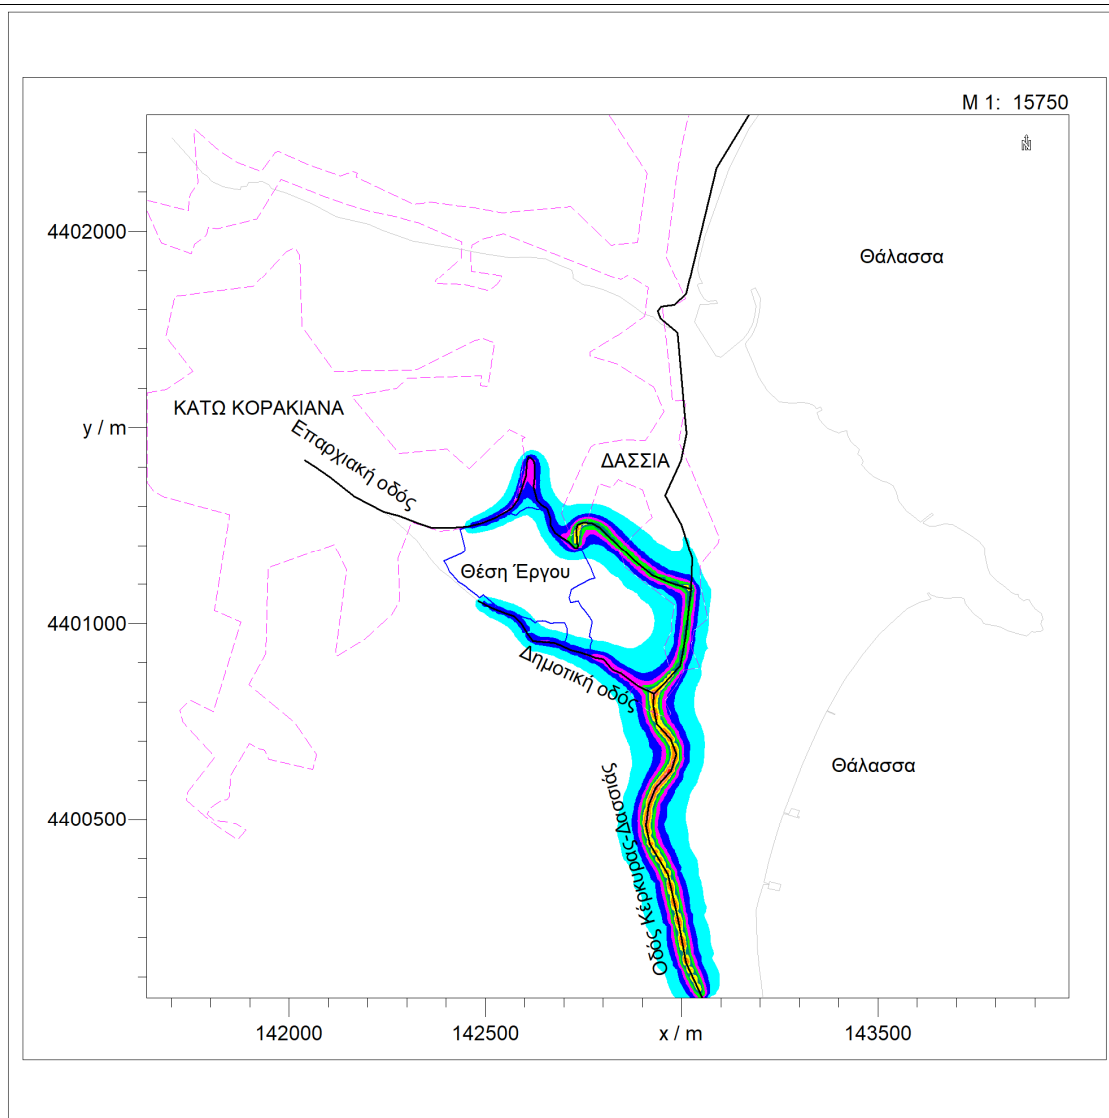 M 1: 15750
N
4402000
Θάλασσα
ΚΑΤΩ ΚΟΡΑΚΙΑΝΑ
y / m
Επαρχιακή οδός
ΔΑΣΣΙΑ
Θέση Έργου
4401000
Δημοτική οδός
Θάλασσα
4400500
Οδός Κέρκυρας-Δασσιάς
142000
142500
x / m
143500